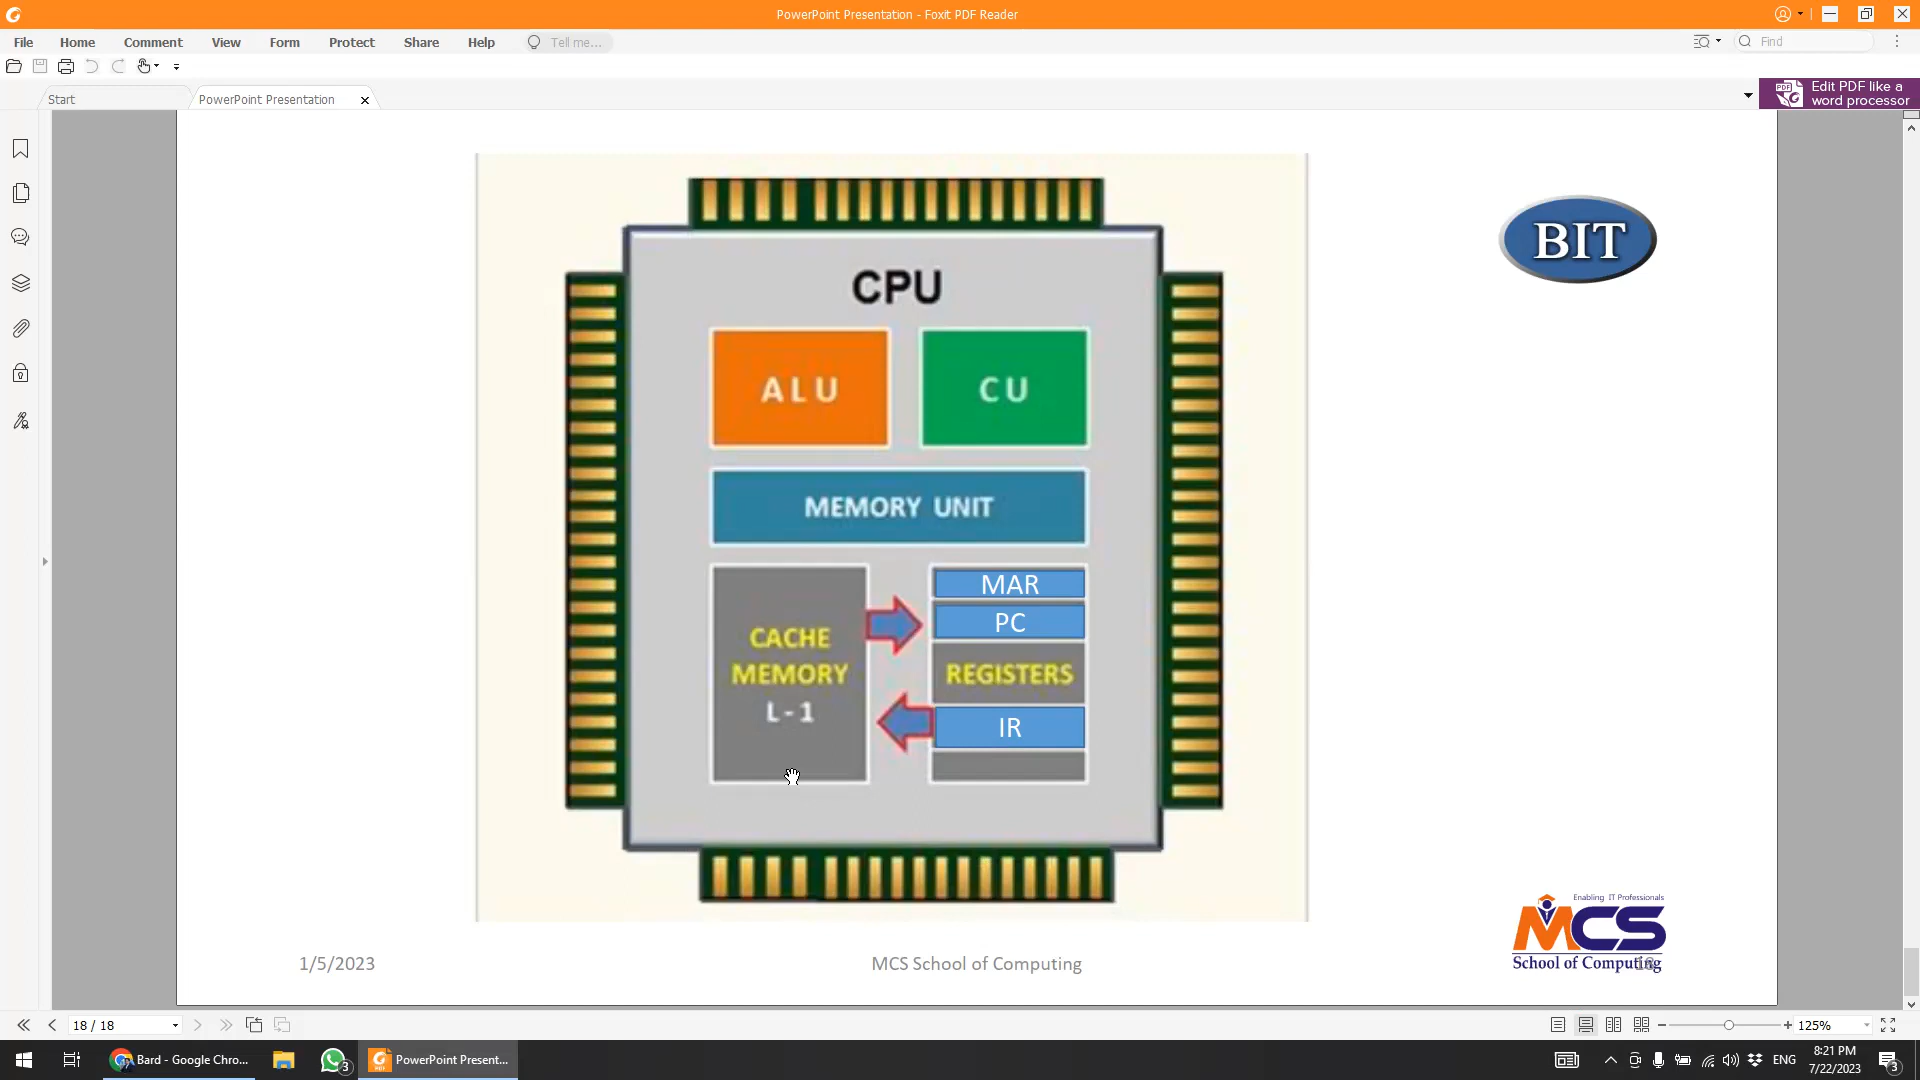 PowerPoint Presentation - Foxit PDF Reader
File Home Comment View Form Protect Share Help Tell me... Find
Start PowerPoint Presentation
Edit PDF like a
word processor
BIT
CPU
ALU CU
MEMORY UNIT
MAR
PC
CACHE
MEMORY
L-1
REGISTERS
IR
Enabling IT Professionals
MCS
School of Computing
1/5/2023 MCS School of Computing 18
18 / 18 125%
Bard - Google Chro... 3 PowerPoint Present... ENG 8:21 PM
7/22/2023 3